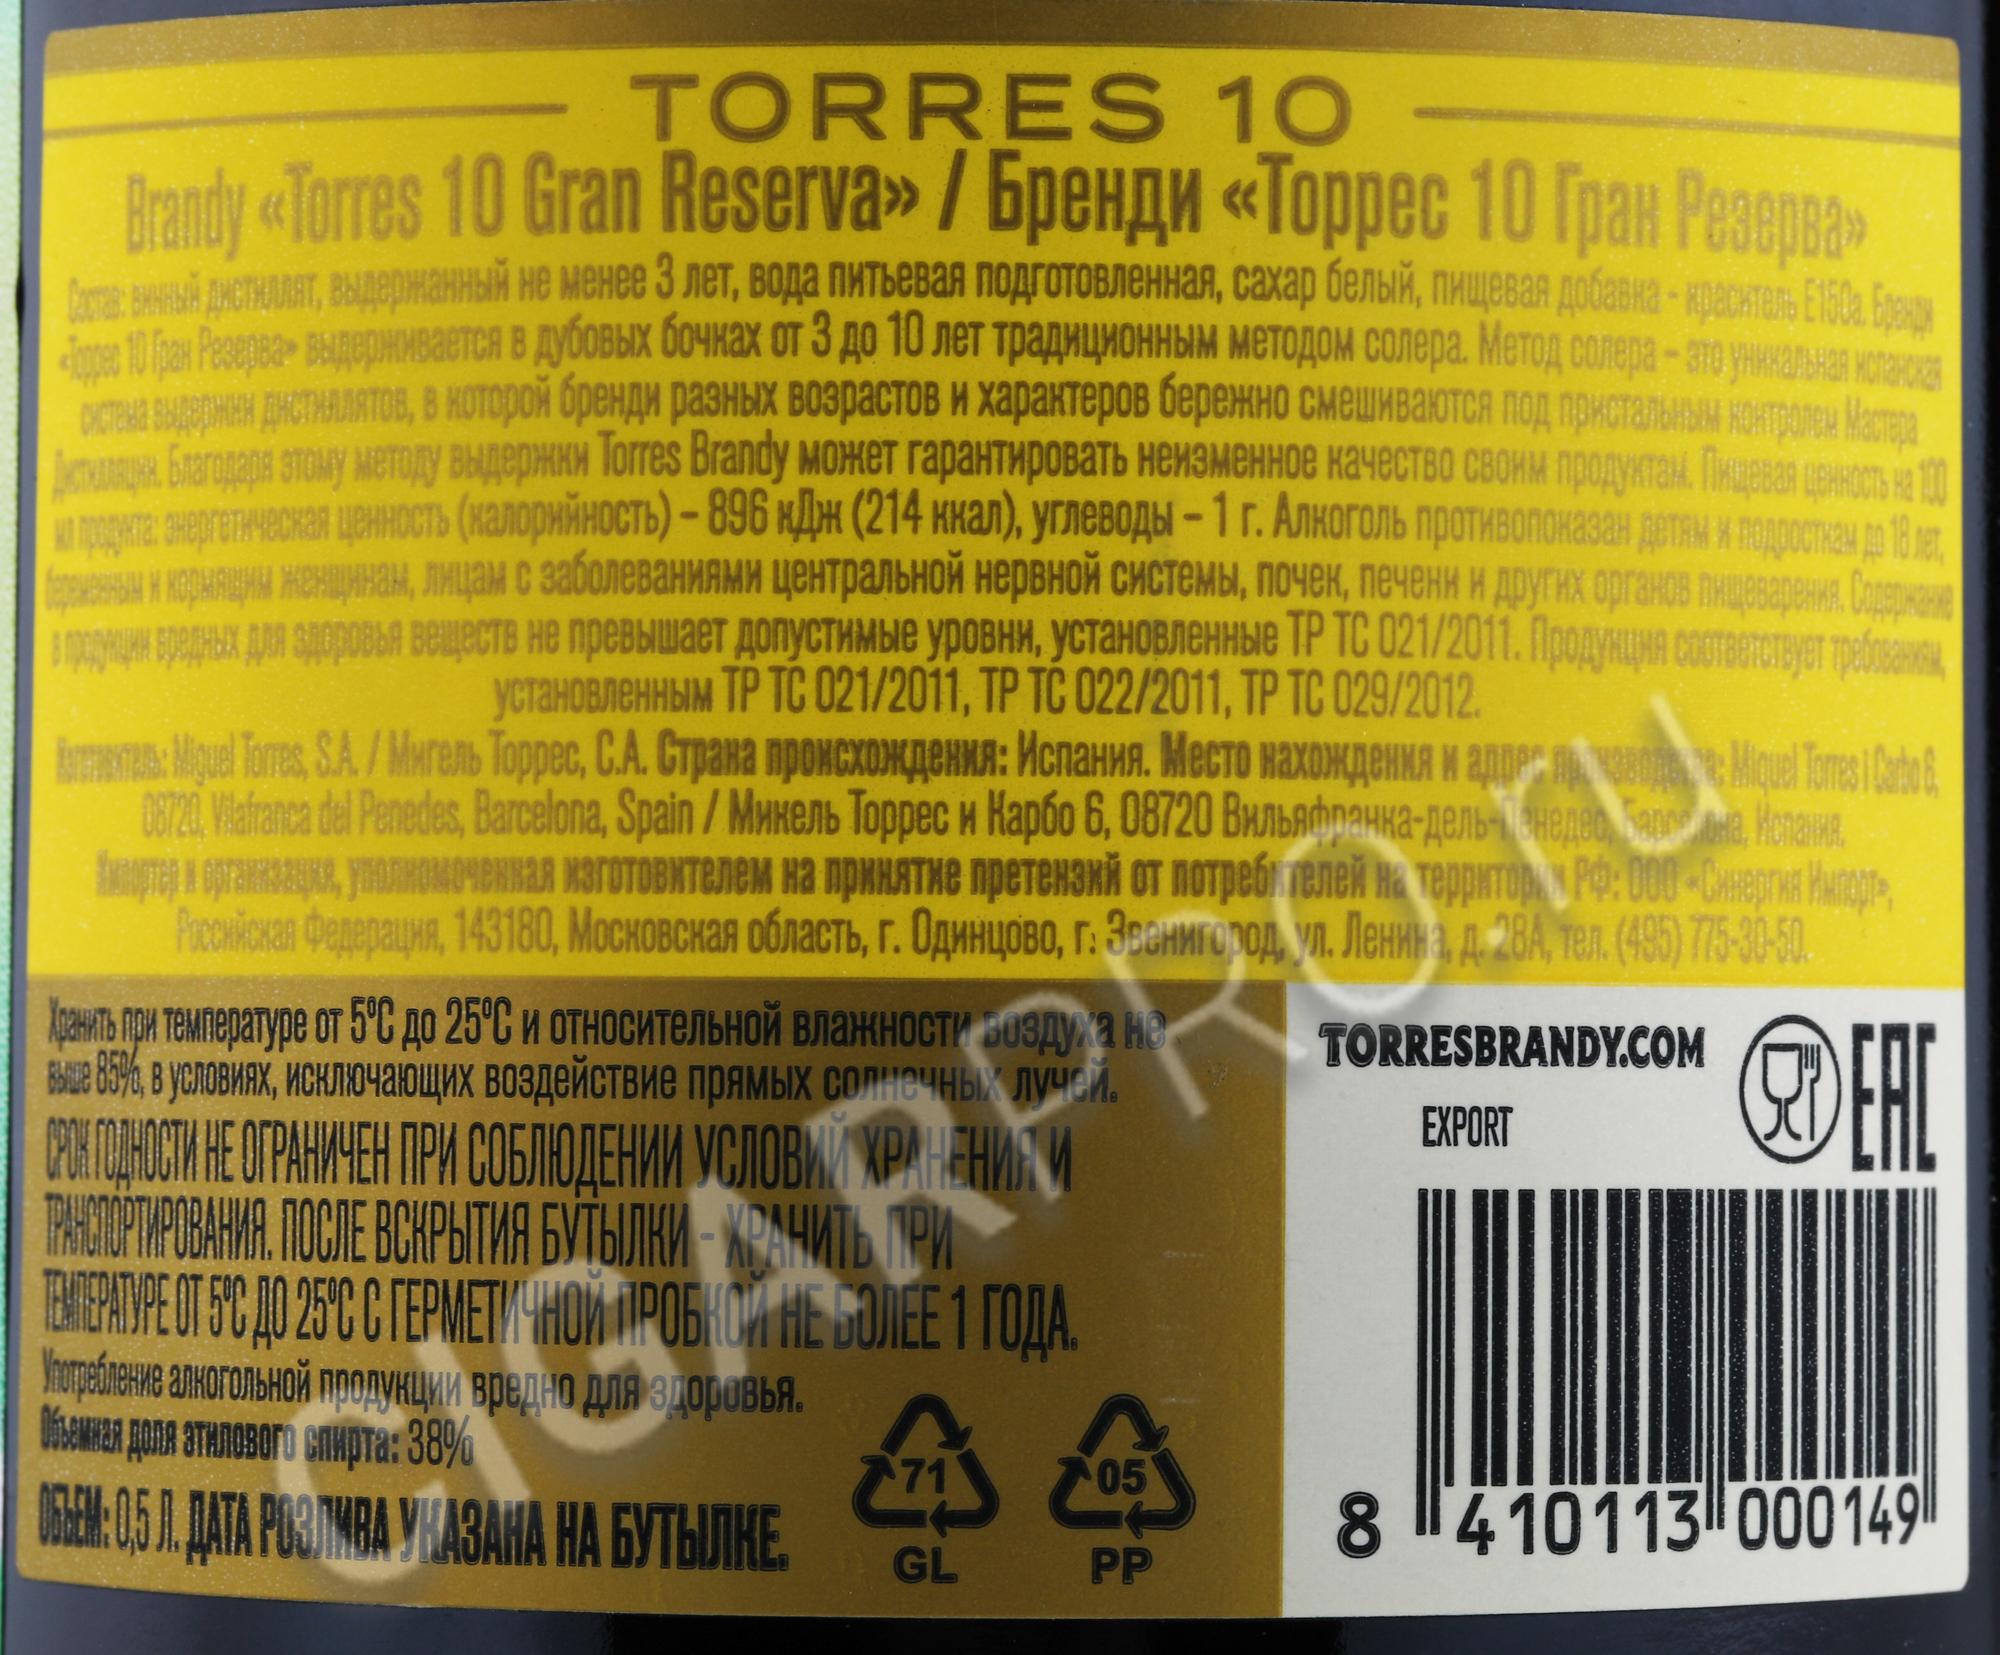 TORRES 10
Brandy «Torres 10 Gran Reserva» / Бренди «Торрес 10 Гран Резерва»
Состав: винный дистиллят, выдержанный не менее 3 лет, вода питьевая подготовленная, сахар белый, пищевая добавка - краситель Е150а. Бренди
«Торрес 10 Гран Резерва» выдерживается в дубовых бочках от 3 до 10 лет традиционным методом солера. Метод солера – это уникальная испанская
система выдержки дистиллятов, в которой бренди разных возрастов и характеров бережно смешиваются под пристальным контролем Мастера
Дистилляции. Благодаря этому методу выдержки Torres Brandy может гарантировать неизменное качество своим продуктам. Пищевая ценность на 100
мл продукта: энергетическая ценность (калорийность) – 896 кДж (214 ккал), углеводы – 1 г. Алкоголь противопоказан детям и подросткам до 18 лет,
беременным и кормящим женщинам, лицам с заболеваниями центральной нервной системы, почек, печени и других органов пищеварения. Содержание
в продукции вредных для здоровья веществ не превышает допустимые уровни, установленные ТР ТС 021/2011. Продукция соответствует требованиям,
установленным ТР ТС 021/2011, ТР ТС 022/2011, ТР ТС 029/2012.
Изготовитель: Miguel Torres, S.A. / Мигель Торрес, С.А. Страна происхождения: Испания. Место нахождения и адрес производства: Miquel Torres i Carbo 6,
08720, Vilafranca del Penedes, Barcelona, Spain / Микель Торрес и Карбо 6, 08720 Вильяфранка-дель-Пенедес, Барселона, Испания.
Импортер и организация, уполномоченная изготовителем на принятие претензий от потребителей на территории РФ: ООО «Синергия Импорт»,
Российская Федерация, 143180, Московская область, г. Одинцово, г. Звенигород, ул. Ленина, д. 28А, тел. (495) 775-30-50.
Хранить при температуре от 5°С до 25°С и относительной влажности воздуха не
выше 85%, в условиях, исключающих воздействие прямых солнечных лучей.
СРОК ГОДНОСТИ НЕ ОГРАНИЧЕН ПРИ СОБЛЮДЕНИИ УСЛОВИЙ ХРАНЕНИЯ И
ТРАНСПОРТИРОВАНИЯ. ПОСЛЕ ВСКРЫТИЯ БУТЫЛКИ - ХРАНИТЬ ПРИ
ТЕМПЕРАТУРЕ ОТ 5°С ДО 25°С С ГЕРМЕТИЧНОЙ ПРОБКОЙ НЕ БОЛЕЕ 1 ГОДА.
Употребление алкогольной продукции вредно для здоровья.
Объемная доля этилового спирта: 38%
ОБЪЕМ: 0,5 Л. ДАТА РОЗЛИВА УКАЗАНА НА БУТЫЛКЕ.
71
GL
05
PP
TORRESBRANDY.COM
EXPORT
EAC
8 410113 000149
CIGARPRO.ru